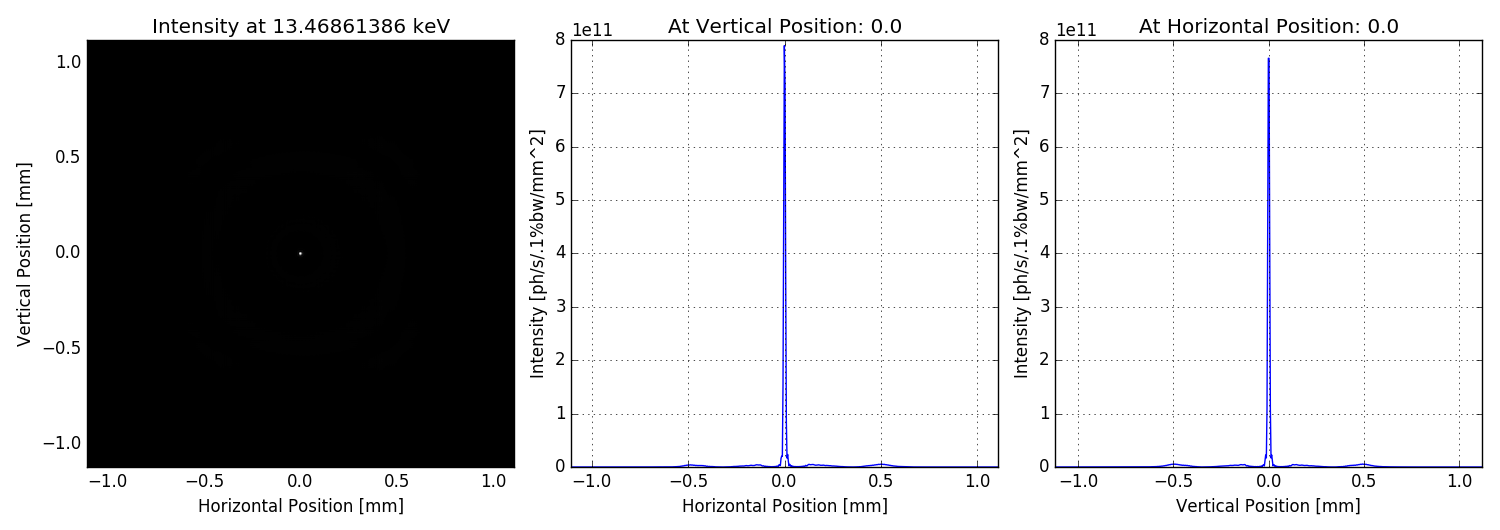 Intensity at 13.46861386 keV
1.0
0.5
0.0
−0.5
−1.0
Vertical Position [mm]
−1.0 −0.5 0.0 0.5 1.0
Horizontal Position [mm]
At Vertical Position: 0.0
1e11
8
7
6
5
4
3
2
1
0
Intensity [ph/s/.1%bw/mm^2]
−1.0 −0.5 0.0 0.5 1.0
Horizontal Position [mm]
At Horizontal Position: 0.0
1e11
8
7
6
5
4
3
2
1
0
Intensity [ph/s/.1%bw/mm^2]
−1.0 −0.5 0.0 0.5 1.0
Vertical Position [mm]